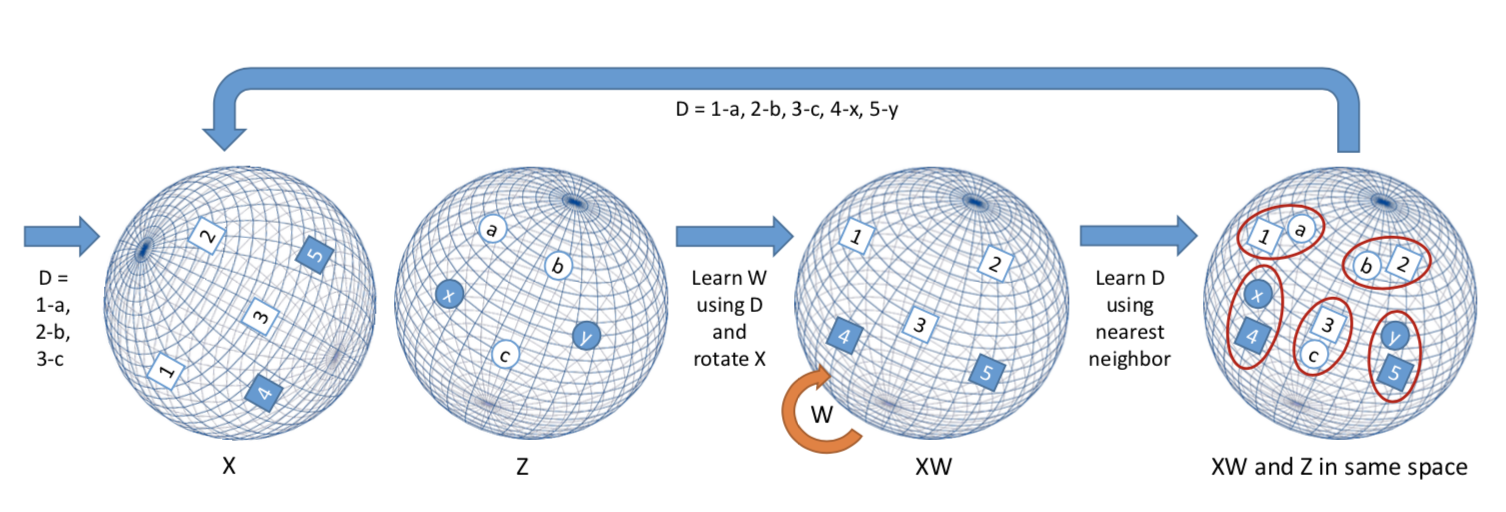 D = 1-a, 2-b, 3-c, 4-x, 5-y
D =
1-a,
2-b,
3-c
2
5
3
1
4
a
b
x
y
c
Learn W
using D
and
rotate X
1
2
3
4
5
W
Learn D
using
nearest
neighbor
1 a
b 2
x
4
3
c
y
5
X
Z
XW
XW and Z in same space